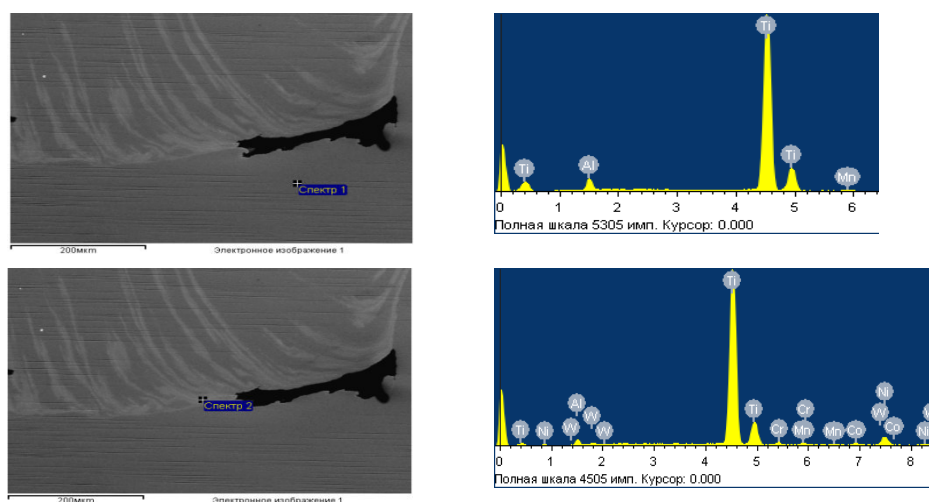 Спектр 1
200мкm Электронное изображение 1
Ti Al Ti Ti Mn
0 1 2 3 4 5 6
Полная шкала 5305 имп. Курсор: 0.000
Спектр 2
200мкm Электронное изображение 1
Ti Ni W Al W W Ti Ti Cr Cr Mn Mn Co W Ni Co Ni
0 1 2 3 4 5 6 7 8
Полная шкала 4505 имп. Курсор: 0.000